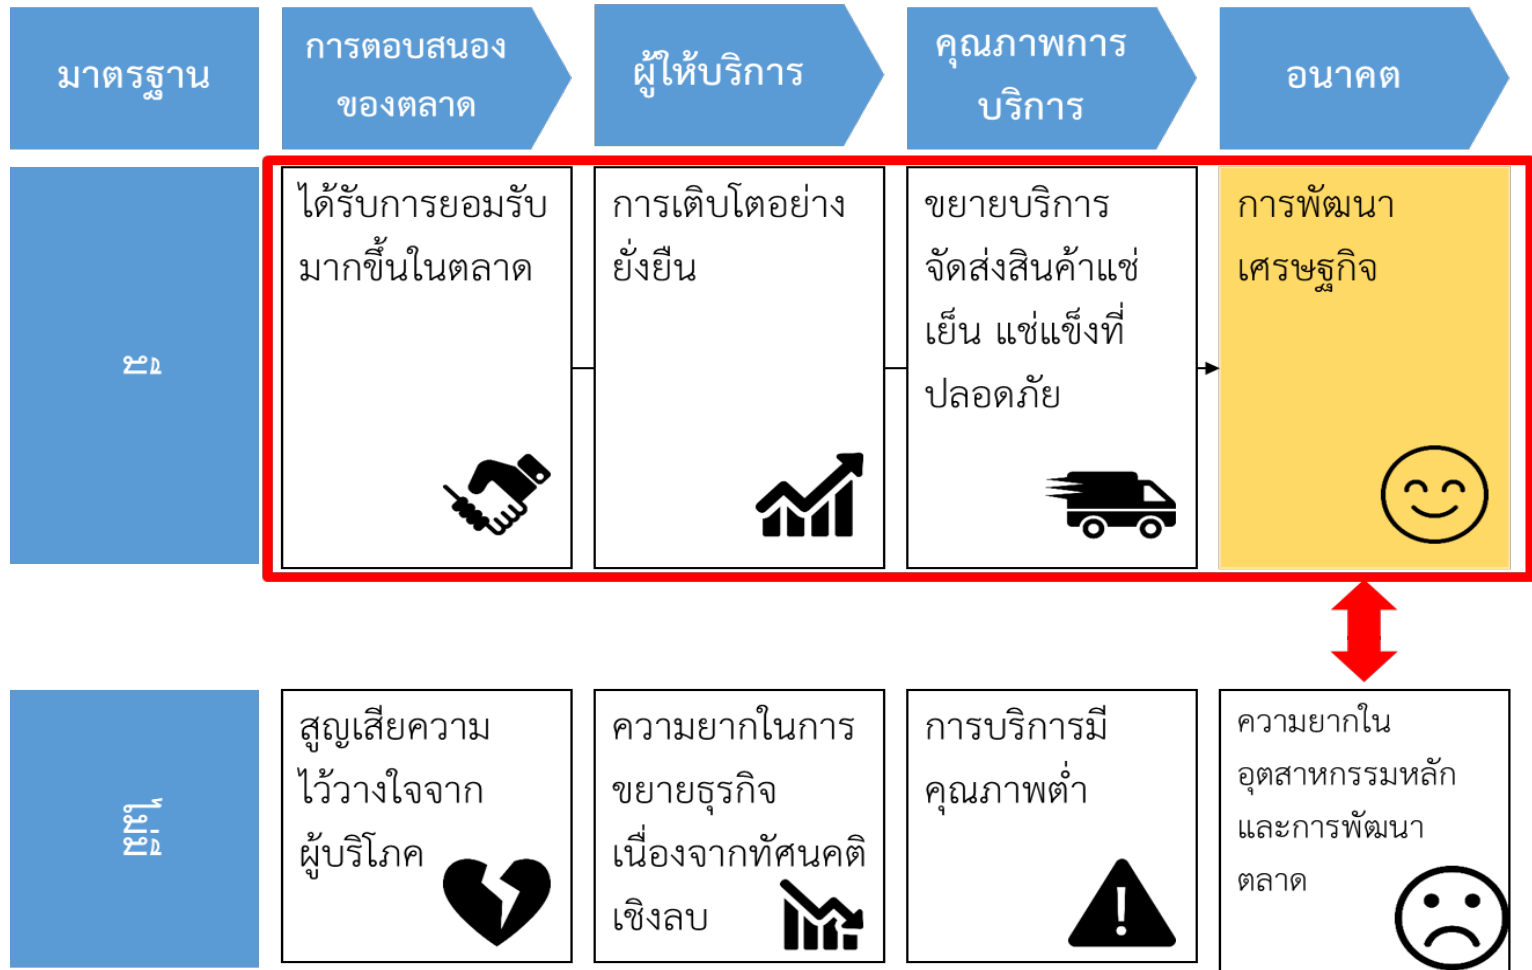 มาตรฐาน
การตอบสนอง
ของตลาด
ผู้ให้บริการ
คุณภาพการ
บริการ
อนาคต
มี
ได้รับการยอมรับ
มากขึ้นในตลาด
การเติบโตอย่าง
ยั่งยืน
ขยายบริการ
จัดส่งสินค้าแช่
เย็น แช่แข็งที่
ปลอดภัย
การพัฒนา
เศรษฐกิจ
ไม่มี
สูญเสียความ
ไว้วางใจจาก
ผู้บริโภค
ความยากในการ
ขยายธุรกิจ
เนื่องจากทัศนคติ
เชิงลบ
การบริการมี
คุณภาพต่ำ
ความยากใน
อุตสาหกรรมหลัก
และการพัฒนา
ตลาด